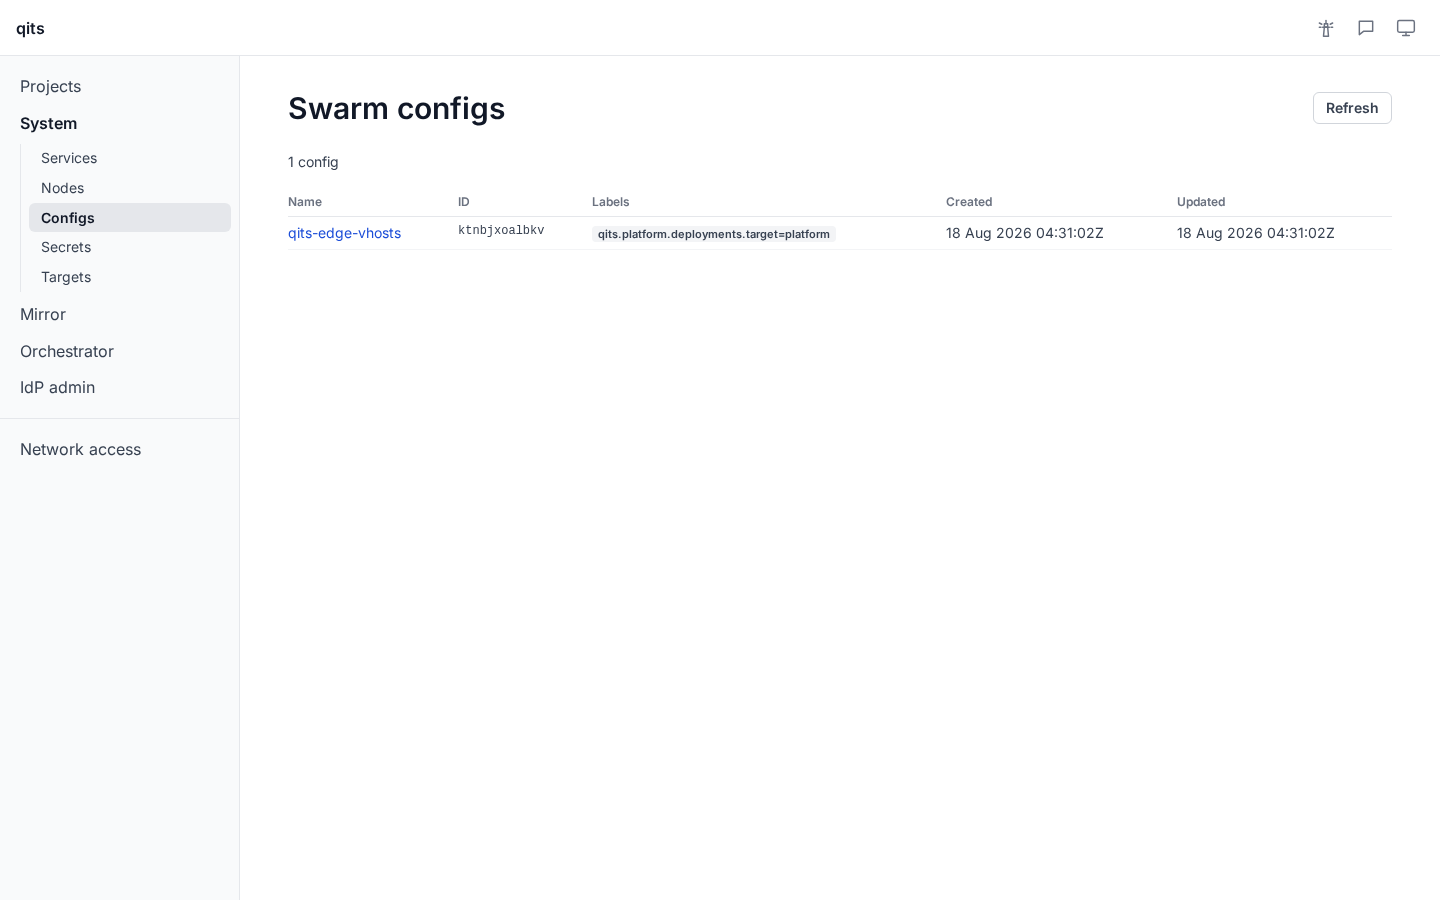 qits
Projects
System
Services
Nodes
Configs
Secrets
Targets
Mirror
Orchestrator
IdP admin
Network access
Swarm configs
Refresh
1 config
Name ID Labels Created Updated
qits-edge-vhosts ktnbjxoalbkv qits.platform.deployments.target=platform 18 Aug 2026 04:31:02Z 18 Aug 2026 04:31:02Z